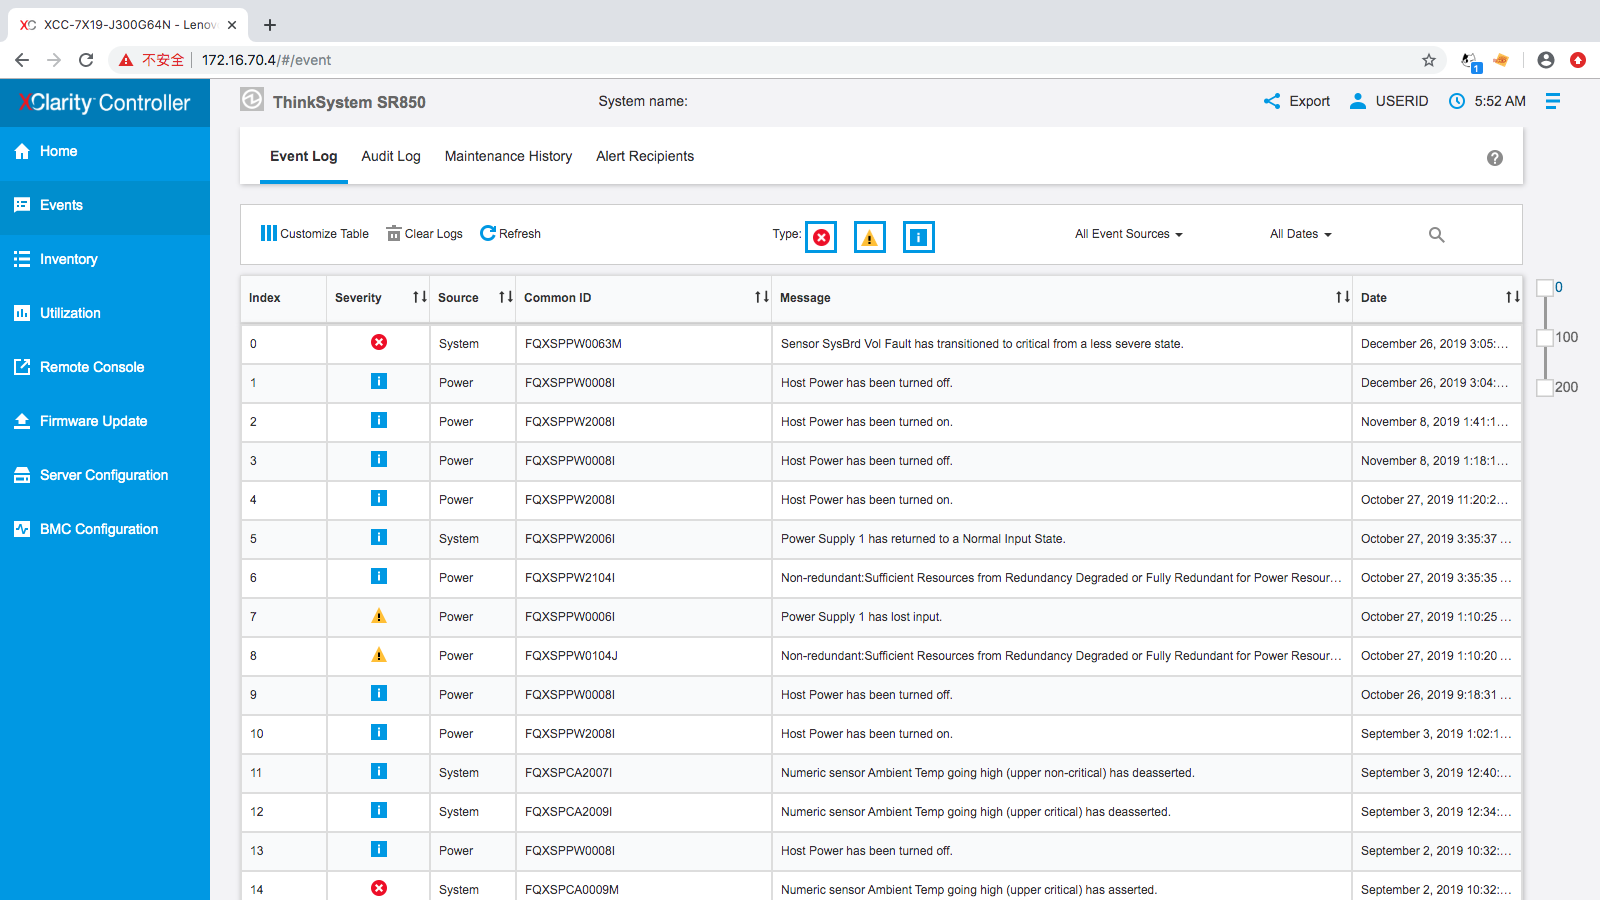 XC XCC-7X19-J300G64N - Lenov
不安全 172.16.70.4/#/event
1
XClarity Controller
ThinkSystem SR850
System name:
Export
USERID
5:52 AM
Home
Events
Inventory
Utilization
Remote Console
Firmware Update
Server Configuration
BMC Configuration
Event Log Audit Log Maintenance History Alert Recipients
Customize Table Clear Logs Refresh Type: All Event Sources All Dates
Index Severity Source Common ID Message Date
0 System FQXSPPW0063M Sensor SysBrd Vol Fault has transitioned to critical from a less severe state. December 26, 2019 3:05:...
1 Power FQXSPPW0008I Host Power has been turned off. December 26, 2019 3:04:...
2 Power FQXSPPW2008I Host Power has been turned on. November 8, 2019 1:41:1...
3 Power FQXSPPW0008I Host Power has been turned off. November 8, 2019 1:18:1...
4 Power FQXSPPW2008I Host Power has been turned on. October 27, 2019 11:20:2...
5 System FQXSPPW2006I Power Supply 1 has returned to a Normal Input State. October 27, 2019 3:35:37 ...
6 Power FQXSPPW2104I Non-redundant:Sufficient Resources from Redundancy Degraded or Fully Redundant for Power Resour... October 27, 2019 3:35:35 ...
7 Power FQXSPPW0006I Power Supply 1 has lost input. October 27, 2019 1:10:25 ...
8 Power FQXSPPW0104J Non-redundant:Sufficient Resources from Redundancy Degraded or Fully Redundant for Power Resour... October 27, 2019 1:10:20 ...
9 Power FQXSPPW0008I Host Power has been turned off. October 26, 2019 9:18:31 ...
10 Power FQXSPPW2008I Host Power has been turned on. September 3, 2019 1:02:1...
11 System FQXSPCA2007I Numeric sensor Ambient Temp going high (upper non-critical) has deasserted. September 3, 2019 12:40:...
12 System FQXSPCA2009I Numeric sensor Ambient Temp going high (upper critical) has deasserted. September 3, 2019 12:34:...
13 Power FQXSPPW0008I Host Power has been turned off. September 2, 2019 10:32:...
14 System FQXSPCA0009M Numeric sensor Ambient Temp going high (upper critical) has asserted. September 2, 2019 10:32:...
0
100
200